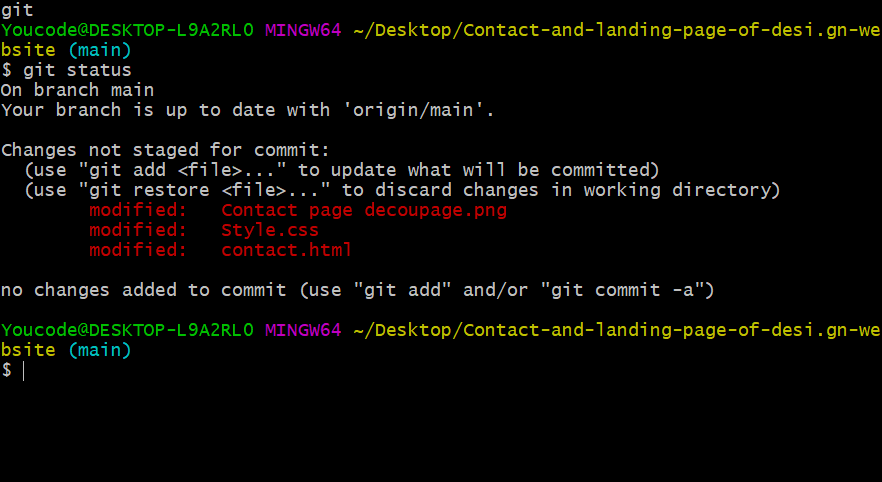 git
Youcode@DESKTOP-L9A2RL0 MINGW64 ~/Desktop/Contact-and-landing-page-of-desi.gn-we
bsite (main)
$ git status
On branch main
Your branch is up to date with 'origin/main'.
Changes not staged for commit:
  (use "git add <file>..." to update what will be committed)
  (use "git restore <file>..." to discard changes in working directory)
        modified:   Contact page decoupage.png
        modified:   Style.css
        modified:   contact.html
no changes added to commit (use "git add" and/or "git commit -a")
Youcode@DESKTOP-L9A2RL0 MINGW64 ~/Desktop/Contact-and-landing-page-of-desi.gn-we
bsite (main)
$